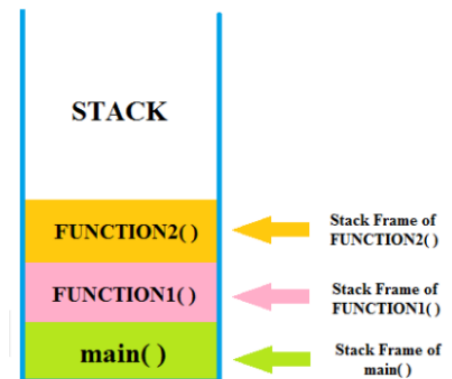 STACK
FUNCTION2( )
Stack Frame of
FUNCTION2( )
FUNCTION1( )
Stack Frame of
FUNCTION1( )
main( )
Stack Frame of
main( )